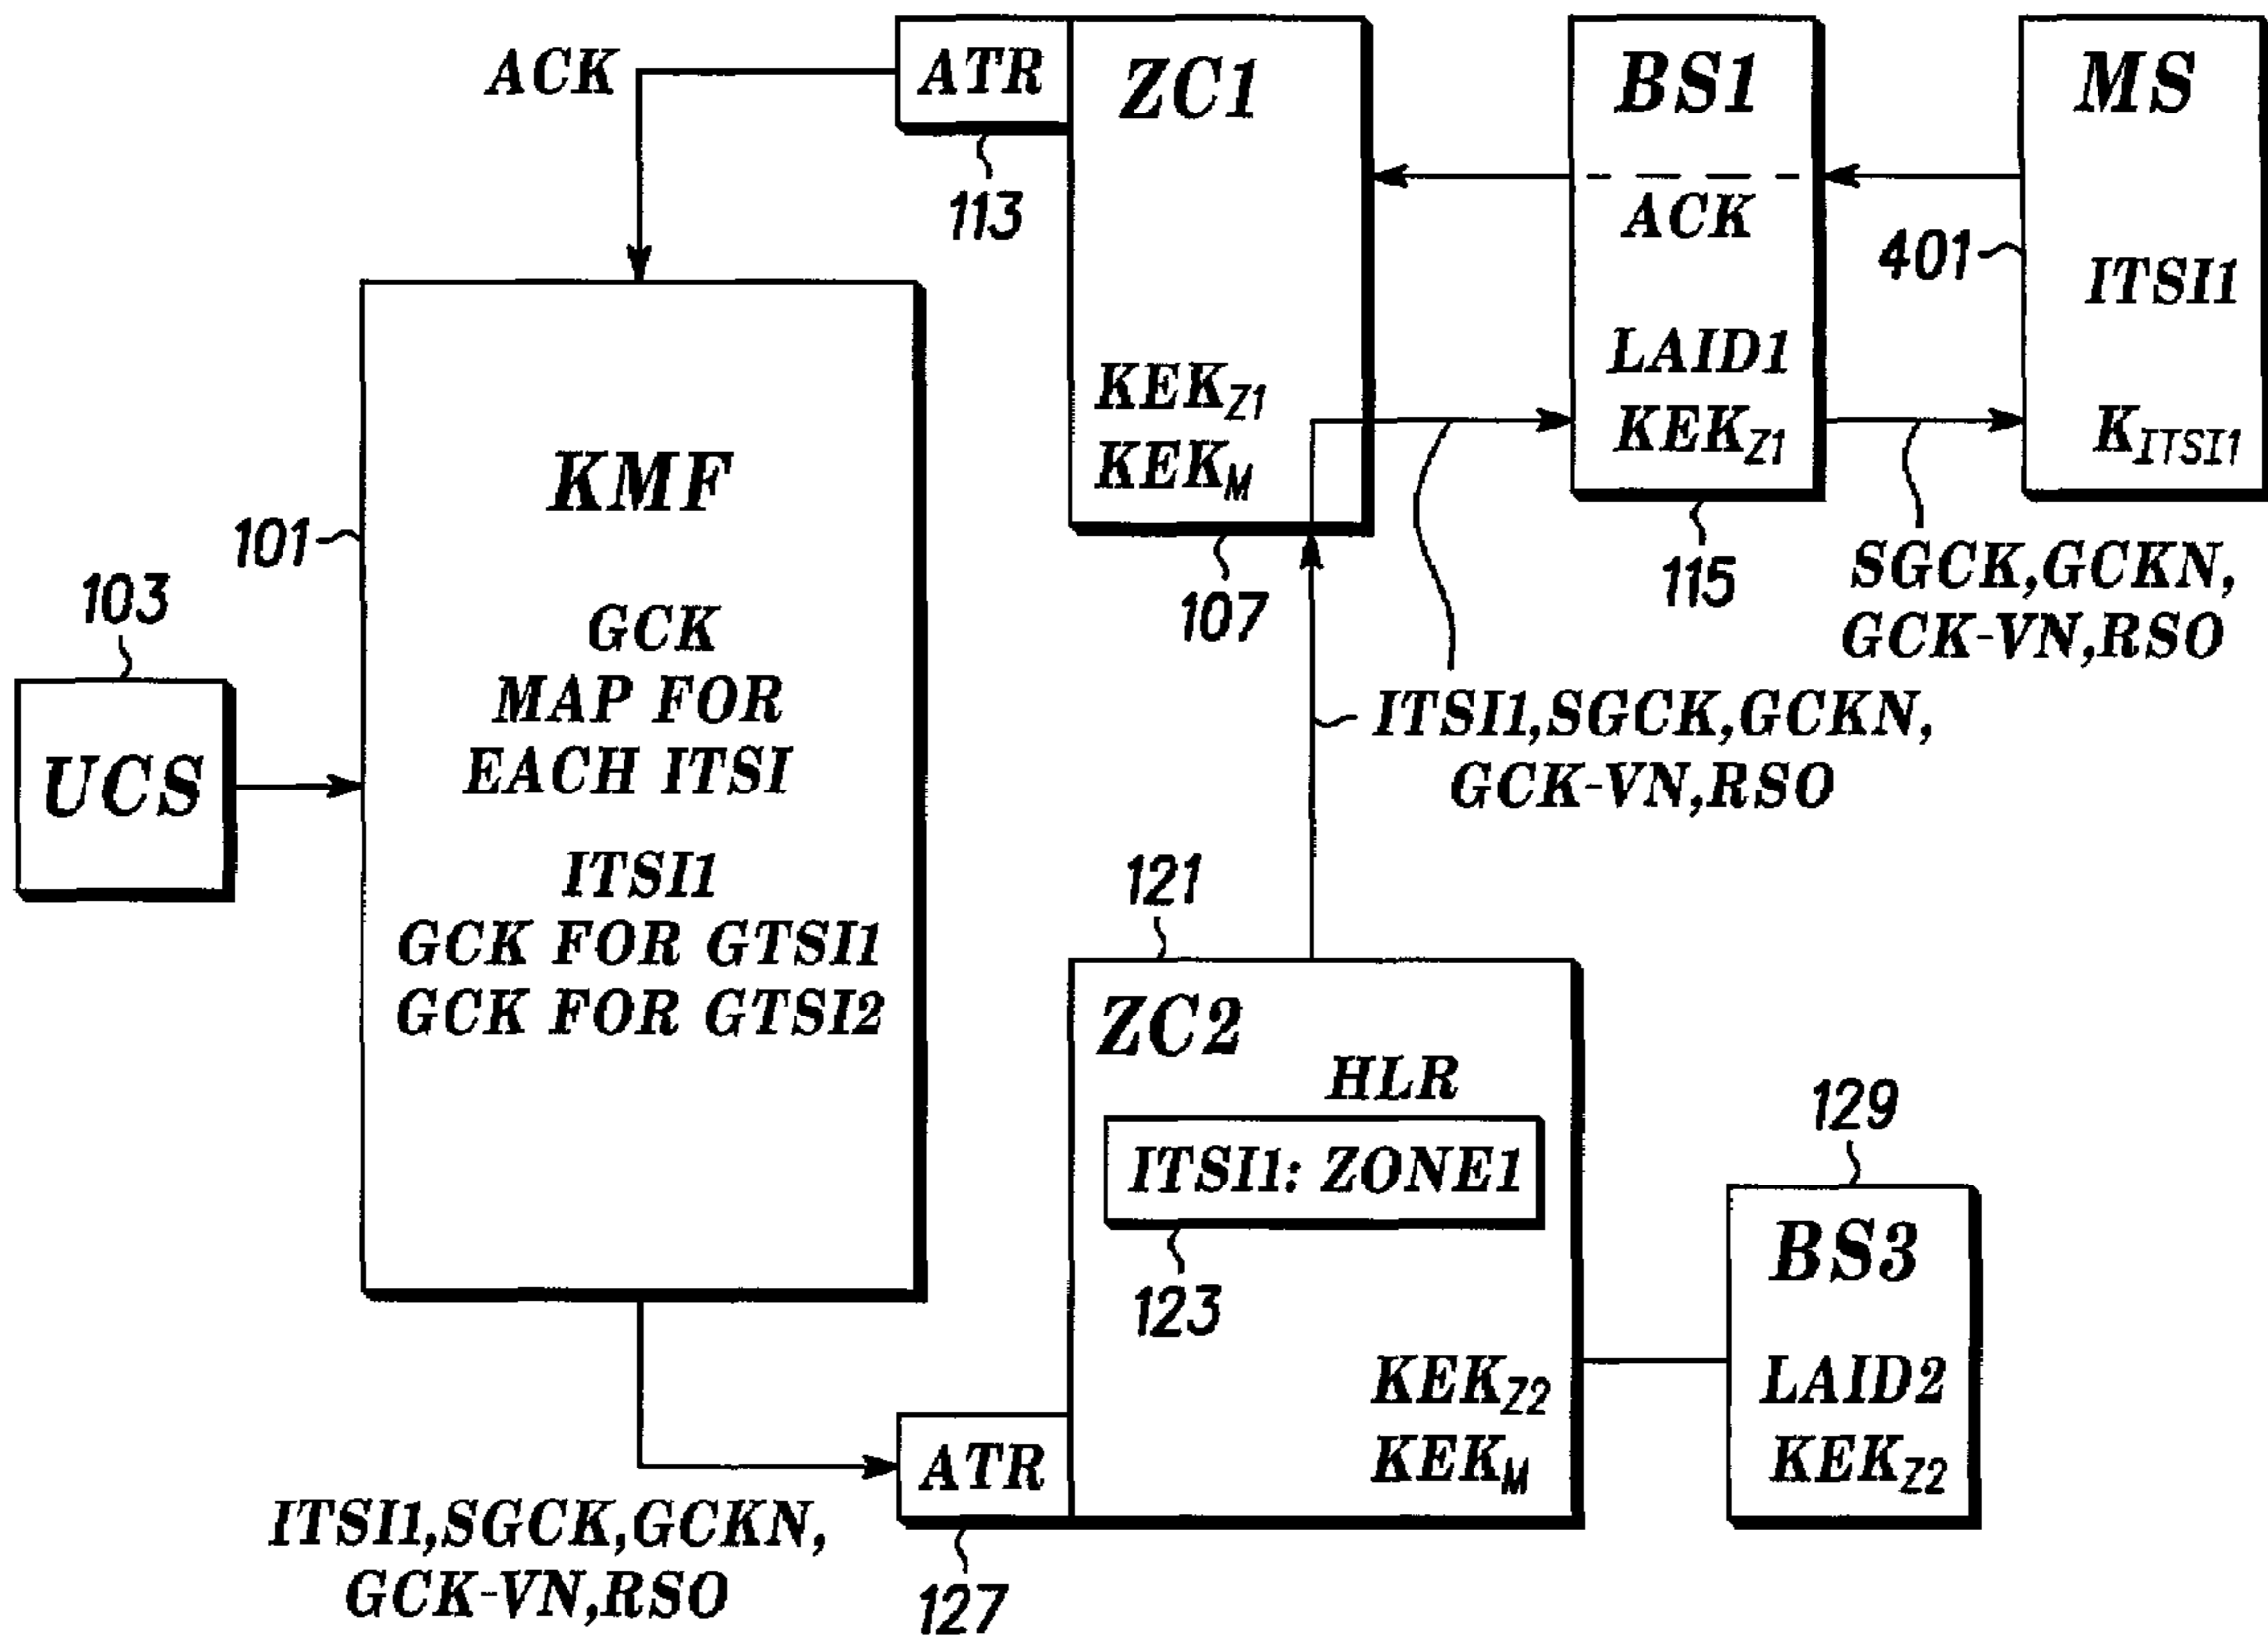 ACK
ATR
ZC1
BS1
MS
113
ACK
401
ITSI1
LAID1
KEKZ1
KEKM
KEKZ1
KITSI1
101
KMF
107
115
SGCK,GCKN,
GCK-VN,RSO
103
GCK
MAP FOR
EACH ITSI
ITSI1,SGCK,GCKN,
GCK-VN,RSO
UCS
ITSI1
GCK FOR GTSI1
GCK FOR GTSI2
121
ZC2
HLR
ITSI1: ZONE1
123
129
BS3
KEKZ2
KEKM
LAID2
KEKZ2
ATR
127
ITSI1,SGCK,GCKN,
GCK-VN,RSO